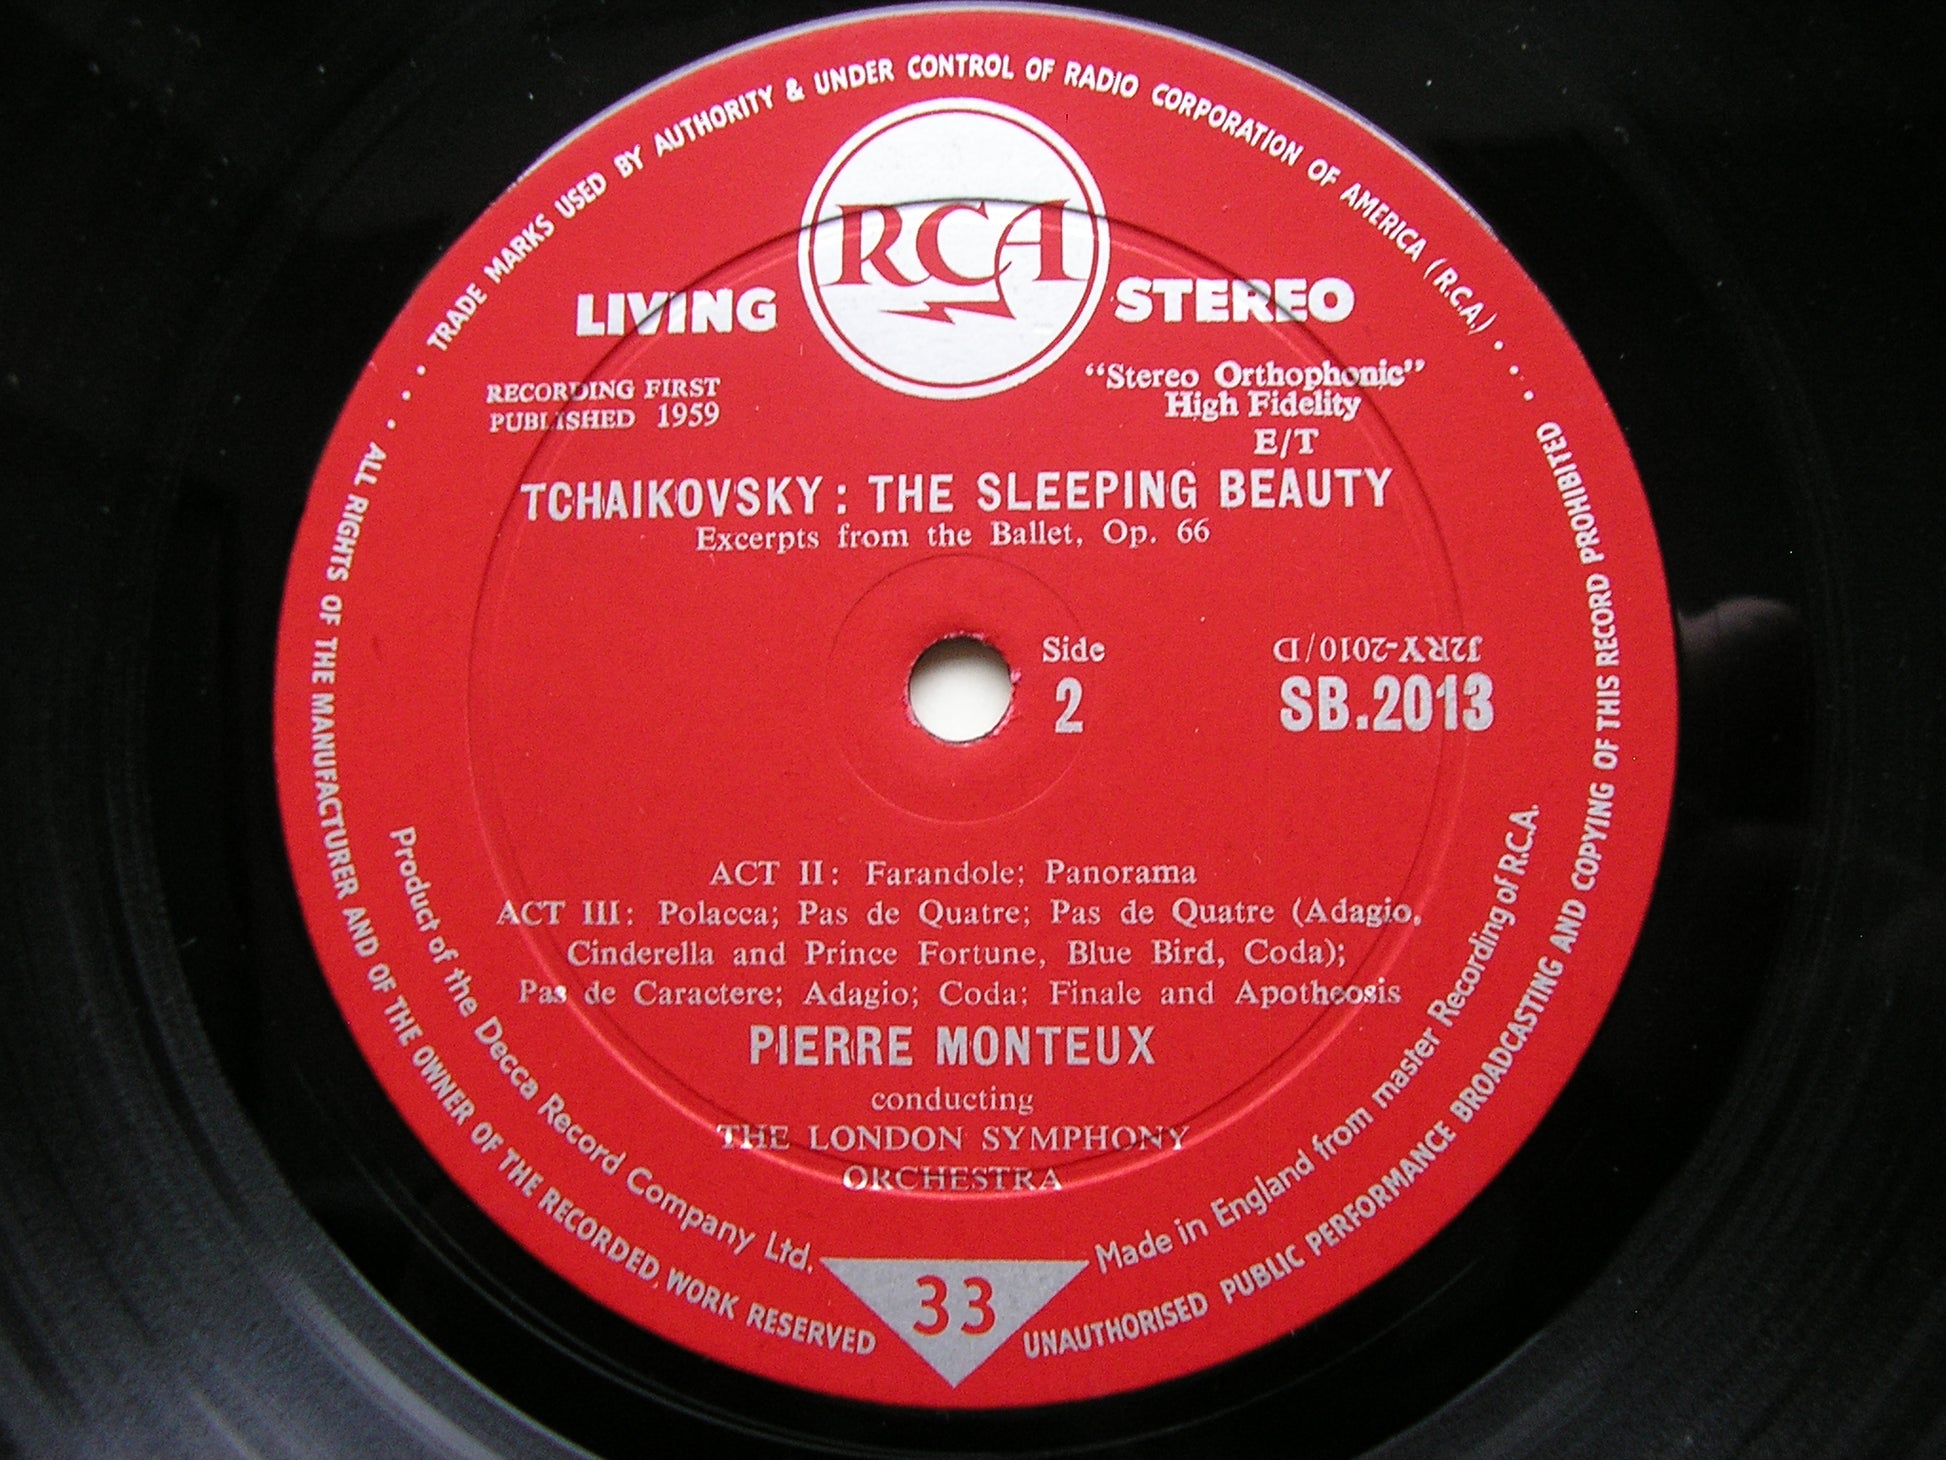 TRADE MARKS USED BY AUTHORITY & UNDER CONTROL OF RADIO CORPORATION OF AMERICA (R.C.A.)
RCA
LIVING STEREO
RECORDING FIRST
PUBLISHED 1959
"Stereo Orthophonic"
High Fidelity
E/T
TCHAIKOVSKY : THE SLEEPING BEAUTY
Excerpts from the Ballet, Op. 66
Side
2
J2RY-2010/D
SB.2013
ACT II: Farandole; Panorama
ACT III: Polacca; Pas de Quatre; Pas de Quatre (Adagio,
Cinderella and Prince Fortune, Blue Bird, Coda);
Pas de Caractere; Adagio; Coda; Finale and Apotheosis
PIERRE MONTEUX
conducting
THE LONDON SYMPHONY
ORCHESTRA
Product of the Decca Record Company Ltd.
Made in England from master Recording of R.C.A.
33
ALL RIGHTS OF THE MANUFACTURER AND OF THE OWNER OF THE RECORDED WORK RESERVED
UNAUTHORISED PUBLIC PERFORMANCE BROADCASTING AND COPYING OF THIS RECORD PROHIBITED